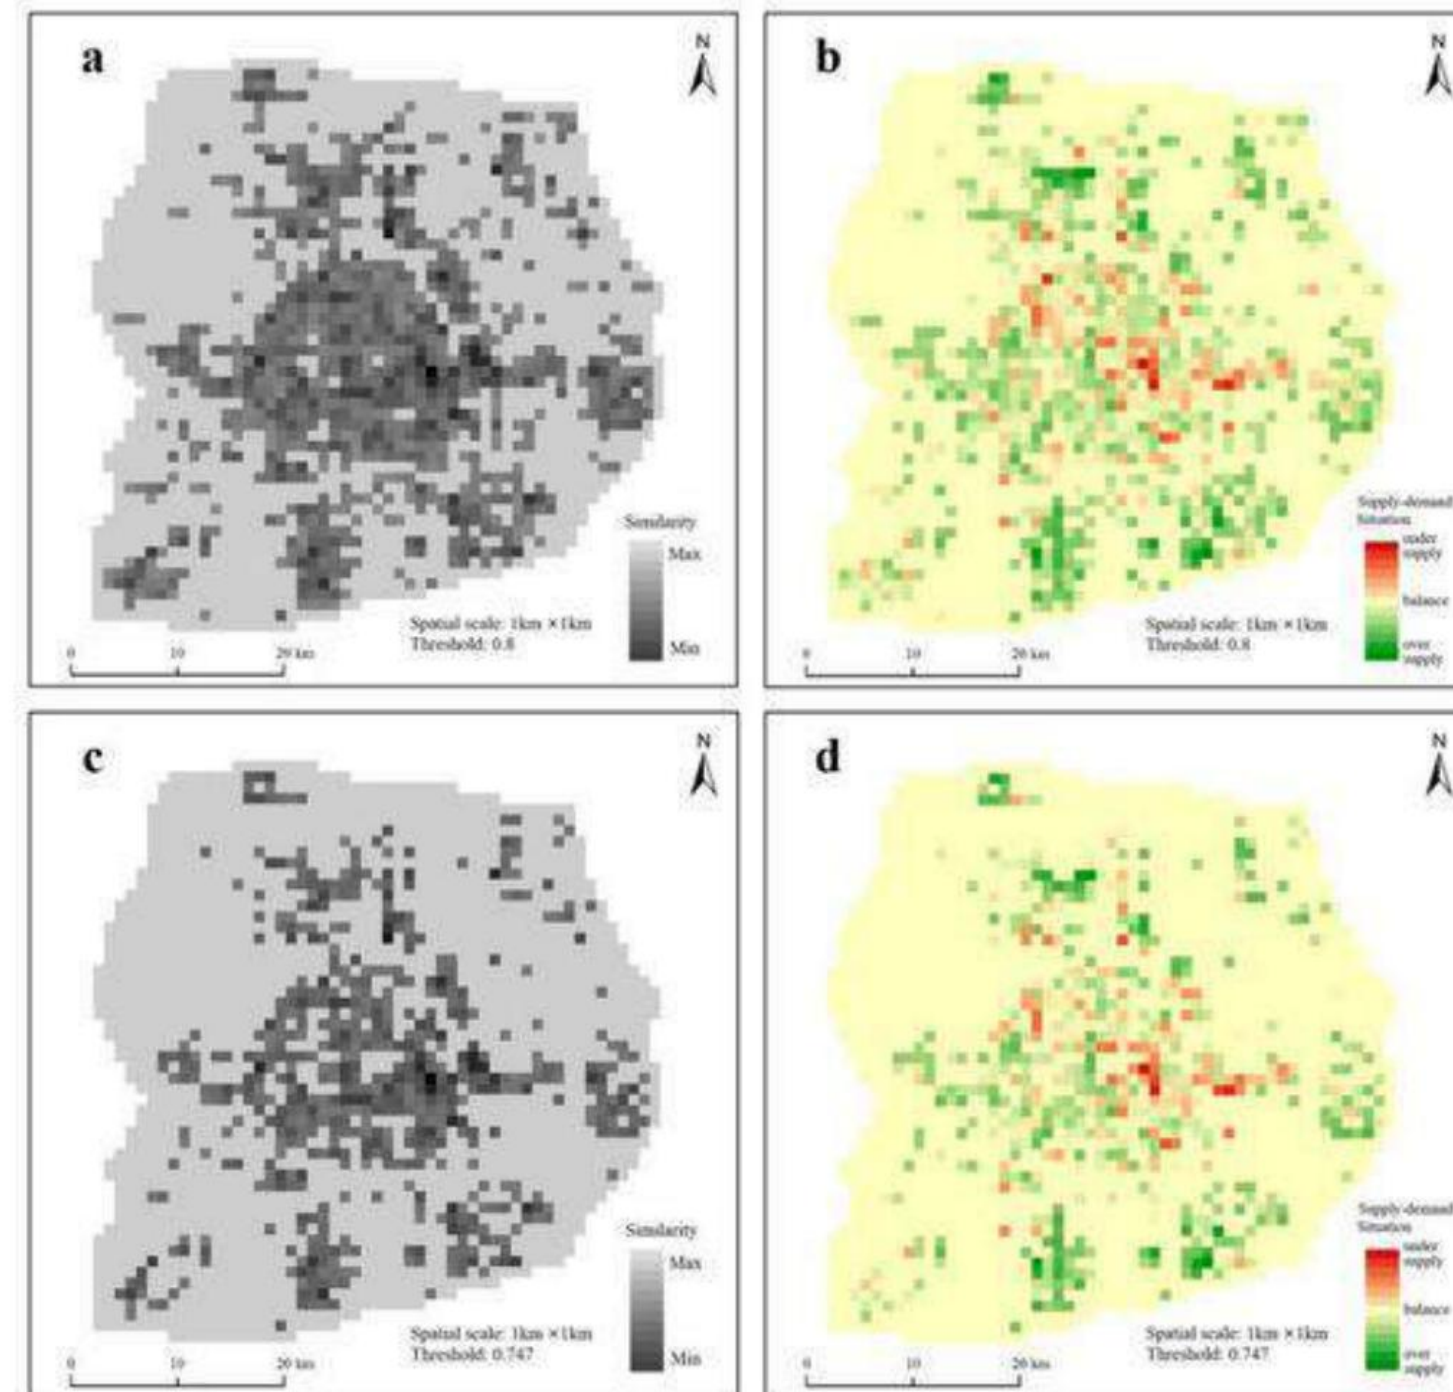 a
N
Similarity
Max
Min
Spatial scale: 1km ×1km
Threshold: 0.8
0 10 20 km
b
N
Supply-demand
Situation
under
supply
balance
over
supply
Spatial scale: 1km ×1km
Threshold: 0.8
0 10 20 km
c
N
Similarity
Max
Min
Spatial scale: 1km ×1km
Threshold: 0.747
0 10 20 km
d
N
Supply-demand
Situation
under
supply
balance
over
supply
Spatial scale: 1km ×1km
Threshold: 0.747
0 10 20 km